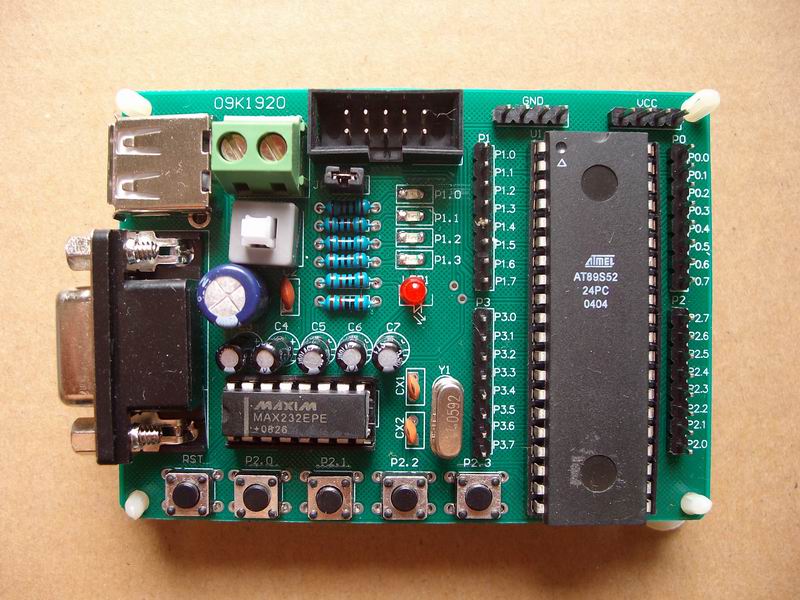 09K1920
GND
VCC
U1
P1
P0
P1.0
P1.1
P1.2
P1.3
P1.4
P1.5
P1.6
P1.7
P0.0
P0.1
P0.2
P0.3
P0.4
P0.5
P0.6
P0.7
P1.0
P1.1
P1.2
P1.3
ATMEL
AT89S52
24PC
0404
P3
P2
P3.0
P3.1
P3.2
P3.3
P3.4
P3.5
P3.6
P3.7
P2.7
P2.6
P2.5
P2.4
P2.3
P2.2
P2.1
P2.0
C4
C5
C6
C7
MAXIM
MAX232EPE
+0826
CX1
CX2
Y1
RST
P2.0
P2.1
P2.2
P2.3